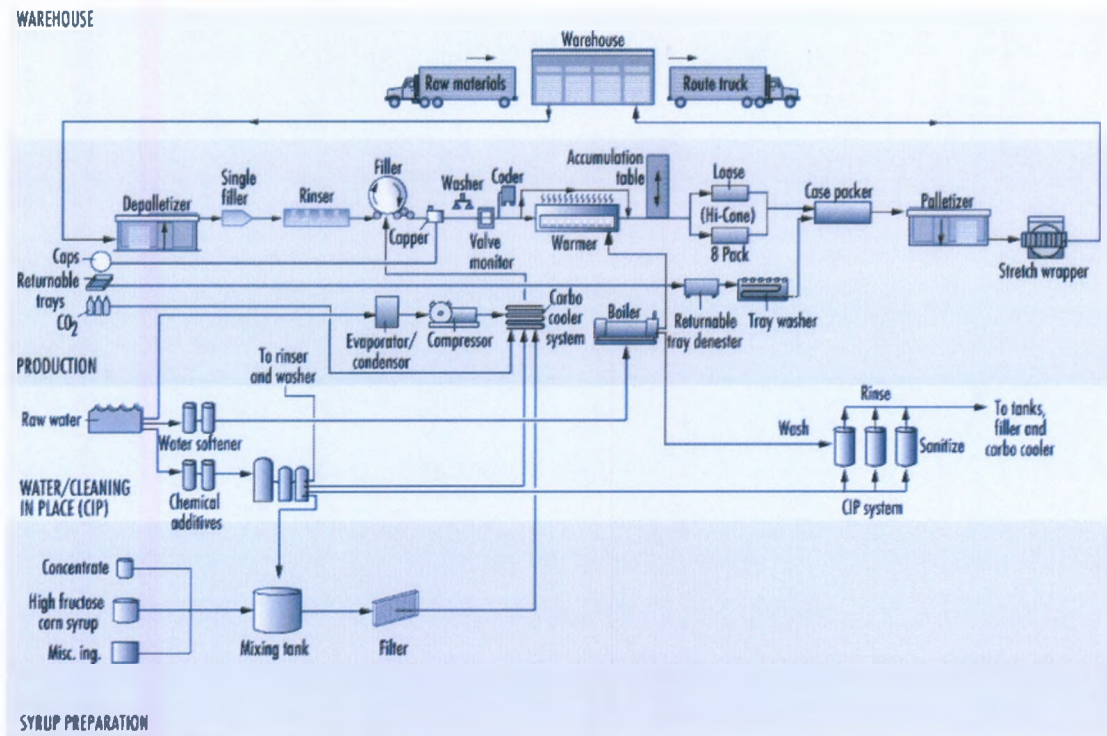 WAREHOUSE
Warehouse
Raw materials
Route truck
Accumulation
table
Filler
Coder
Washer
Single
filler
Rinser
Loose
Depalletizer
(Hi-Cone)
Case packer
Palletizer
Capper
Warmer
Valve
monitor
8 Pack
Caps
Stretch wrapper
Returnable
trays
CO2
Carbo
cooler
system
Boiler
Returnable
tray denester
Tray washer
Evaporator/
condensor
Compressor
To rinser
and washer
PRODUCTION
Raw water
Water softener
Rinse
Wash
Sanitize
To tanks,
filler and
carbo cooler
WATER/CLEANING
IN PLACE (CIP)
Chemical
additives
CIP system
Concentrate
High fructose
corn syrup
Misc. ing.
Mixing tank
Filter
SYRUP PREPARATION